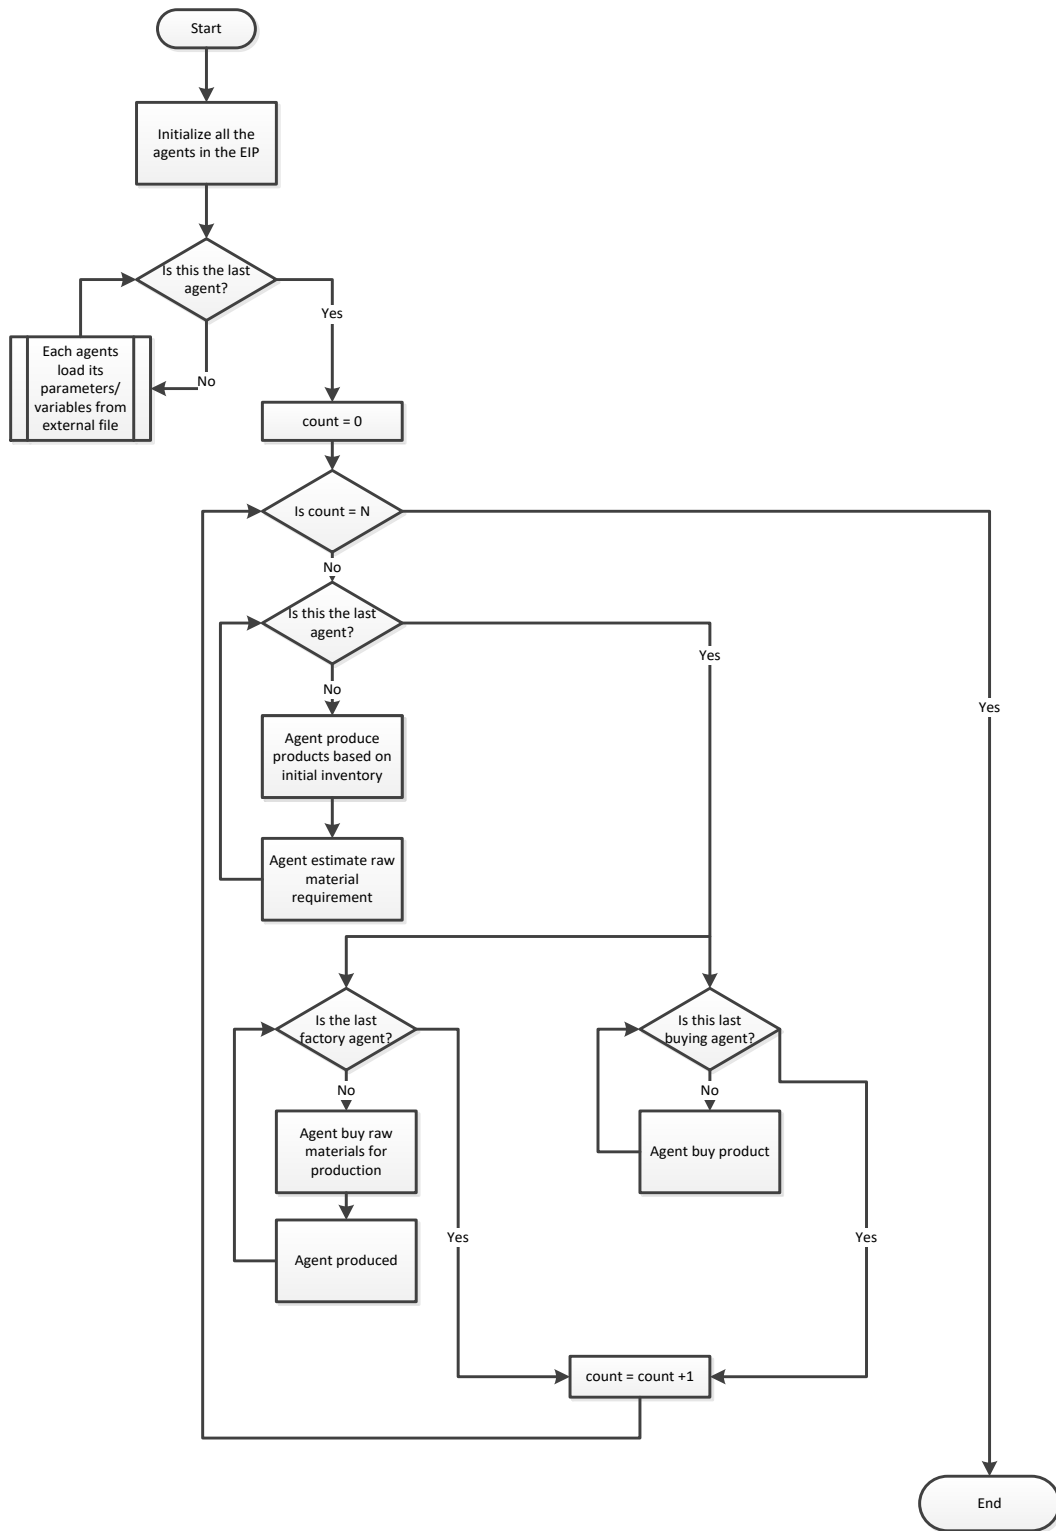 Start
Initialize all the
agents in the EIP
Is this the last
agent?
Yes
Each agents
load its
parameters/
variables from
external file
No
count = 0
Is count = N
No
Is this the last
agent?
Yes
No
Yes
Agent produce
products based on
initial inventory
Agent estimate raw
material
requirement
Is the last
factory agent?
Is this last
buying agent?
No
No
Agent buy raw
materials for
production
Agent buy product
Yes
Yes
Agent produced
count = count +1
End